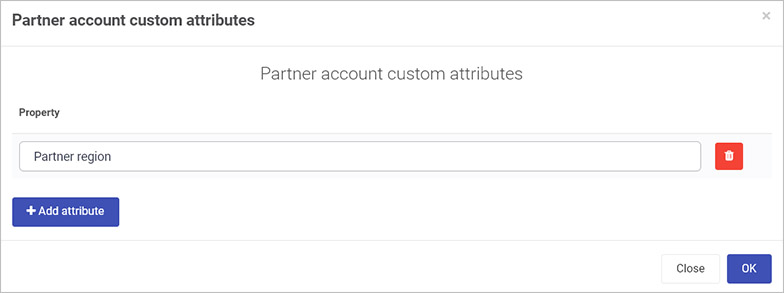 Partner account custom attributes
×
Partner account custom attributes
Property
Partner region
+ Add attribute
Close
OK